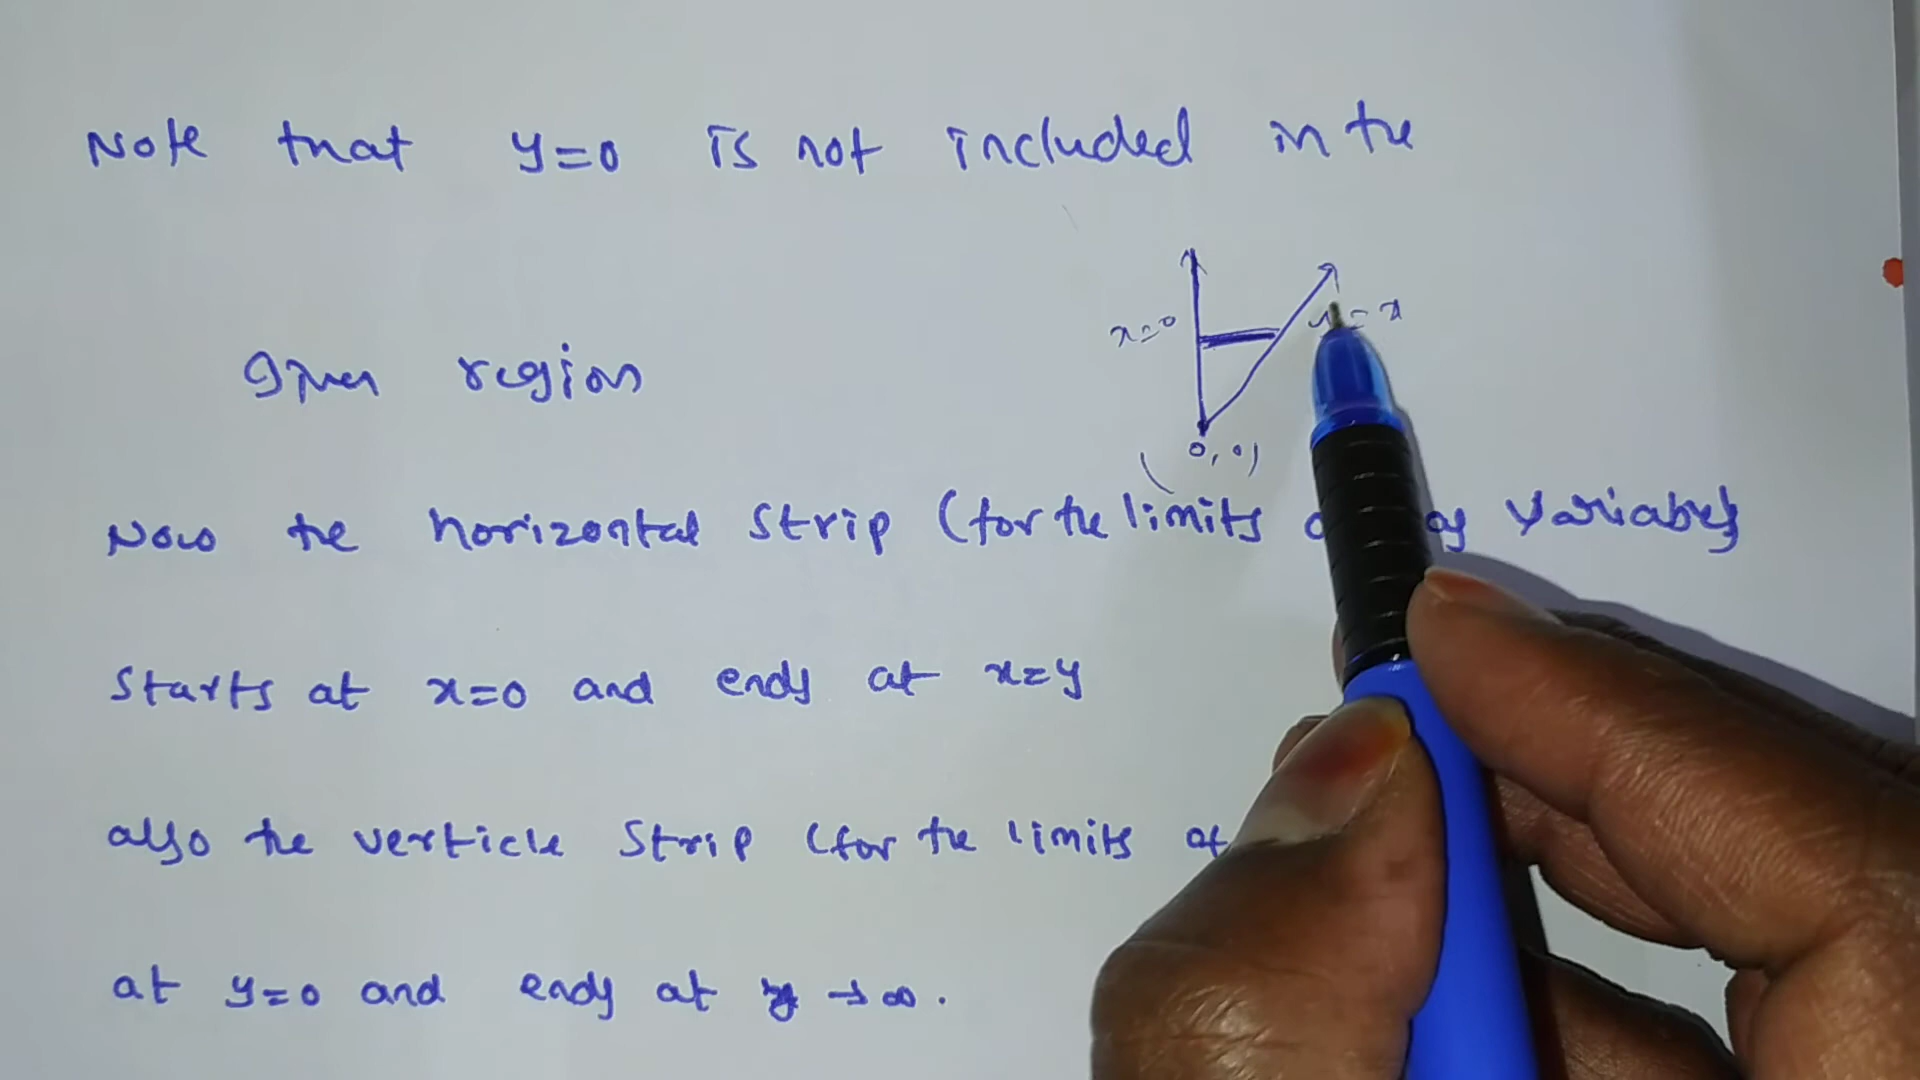 Note that y=0 is not included in the
x=0
= x
Given region
(0,0)
Now the horizontal strip (for the limits of variables
starts at x=0 and ends at x=y
also the verticle strip (for the limits of
at y=0 and ends at y → ∞.